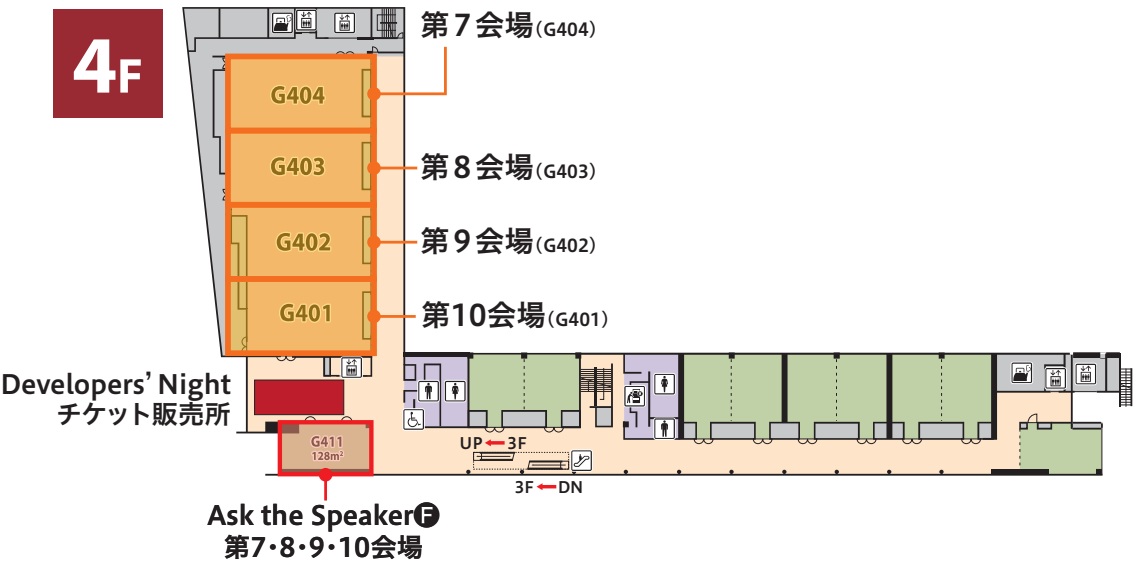 4F
第7会場(G404)
G404
G403
第8会場(G403)
G402
第9会場(G402)
G401
第10会場(G401)
Developers' Night
チケット販売所
G411
128m²
UP ← 3F
3F ← DN
Ask the SpeakerⒻ
第7・8・9・10会場